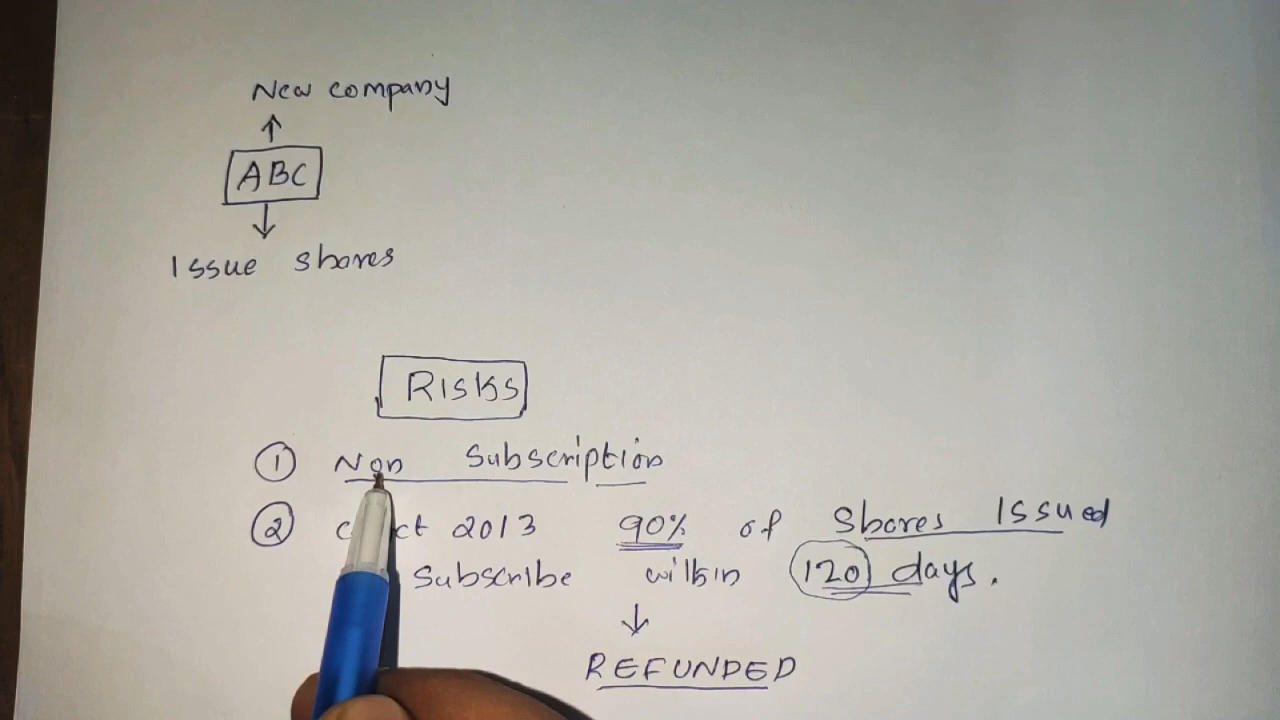 New company
↑
ABC
↓
Issue shares
Risks
① Non Subscription
② 2013 90% of Shares Issued
Subscribe within 120 days.
↓
REFUNDED